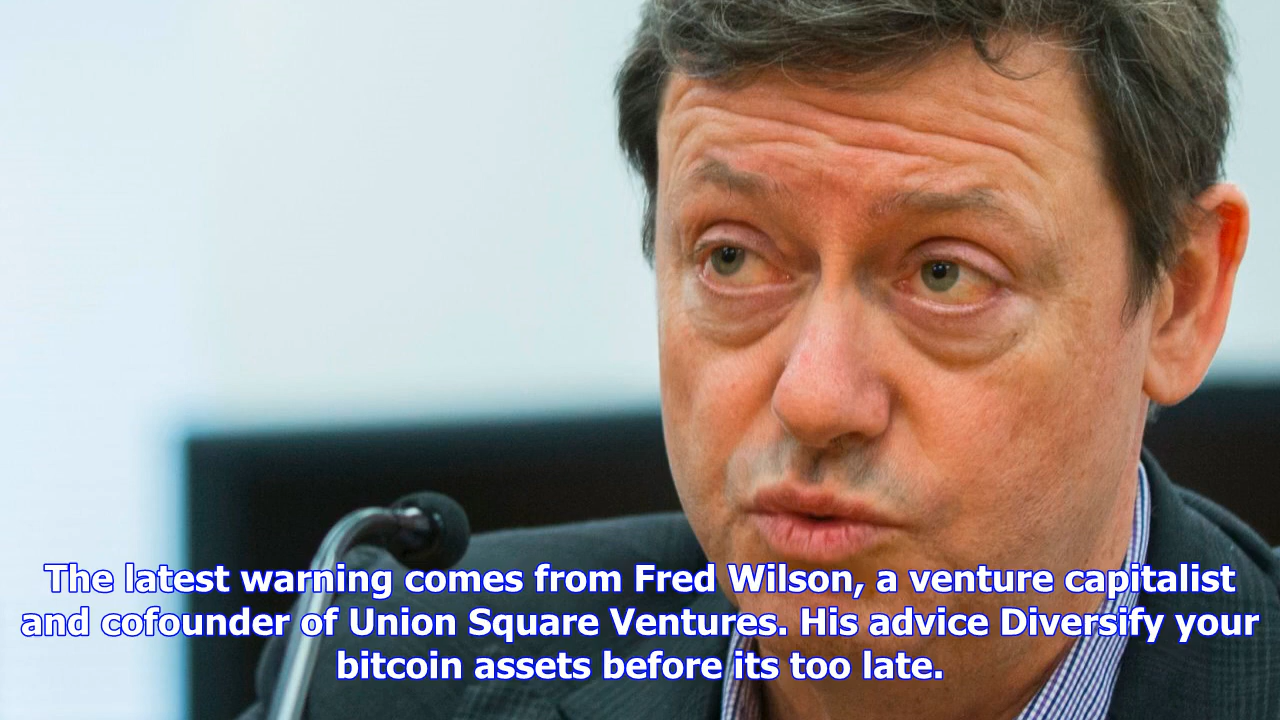 The latest warning comes from Fred Wilson, a venture capitalist
and cofounder of Union Square Ventures. His advice Diversify your
bitcoin assets before its too late.